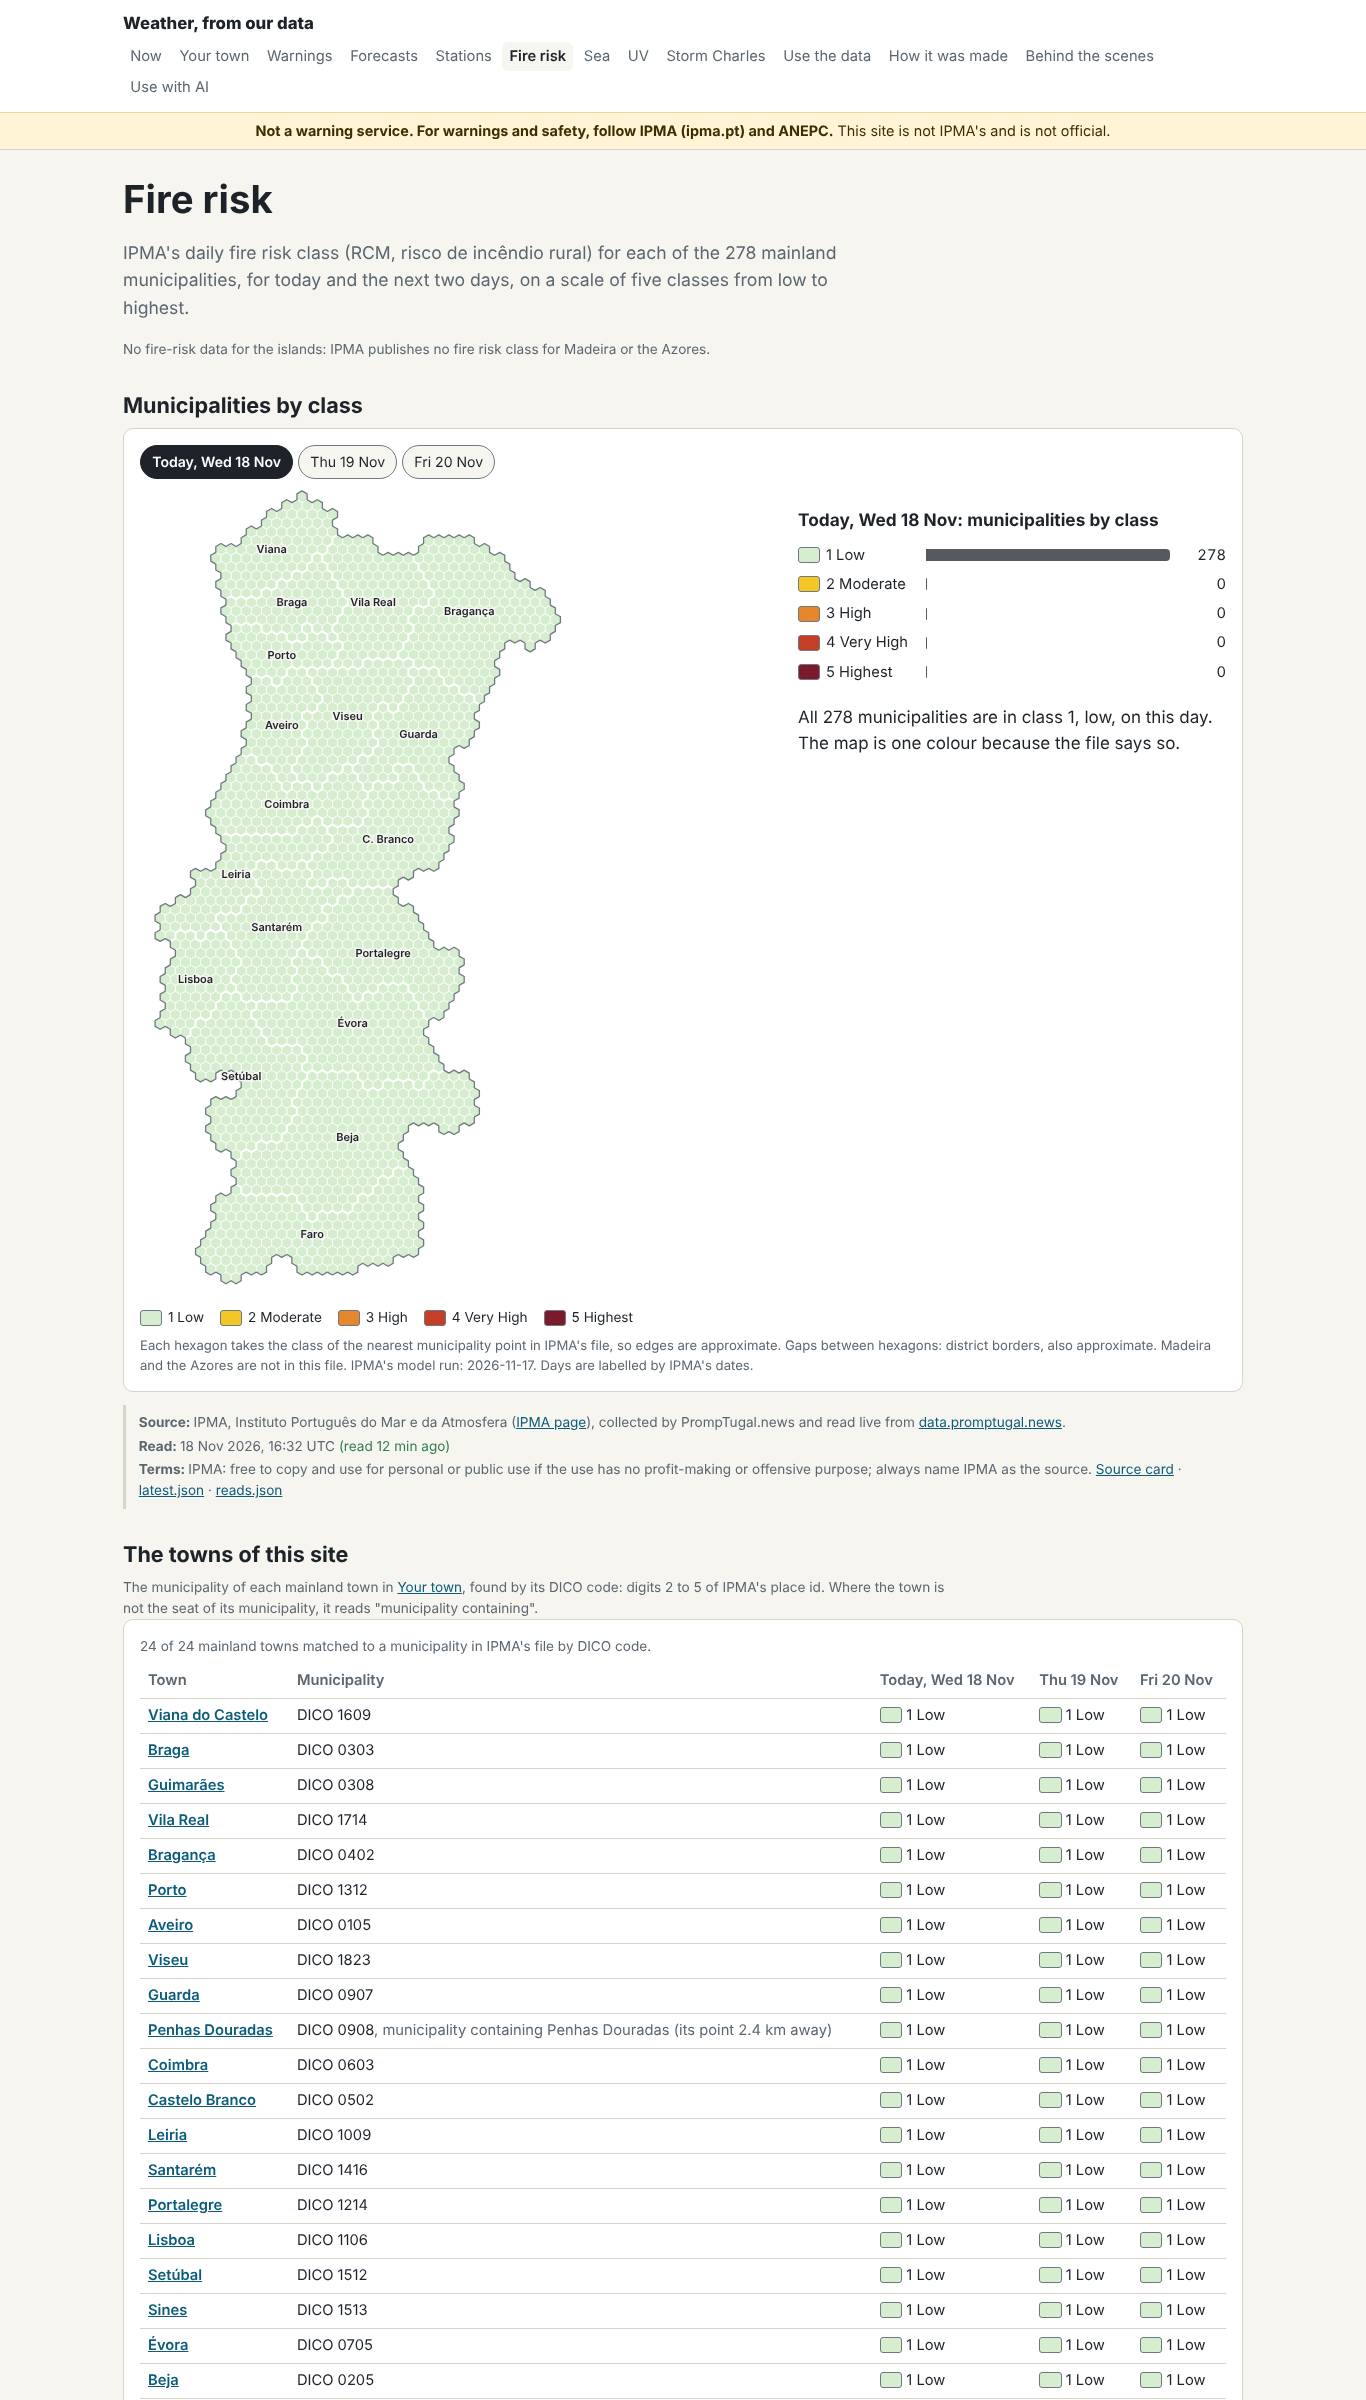 Weather, from our data
Now Your town Warnings Forecasts Stations Fire risk Sea UV Storm Charles Use the data How it was made Behind the scenes
Use with AI
Not a warning service. For warnings and safety, follow IPMA (ipma.pt) and ANEPC. This site is not IPMA's and is not official.
Fire risk
IPMA's daily fire risk class (RCM, risco de incêndio rural) for each of the 278 mainland
municipalities, for today and the next two days, on a scale of five classes from low to
highest.
No fire-risk data for the islands: IPMA publishes no fire risk class for Madeira or the Azores.
Municipalities by class
Today, Wed 18 Nov Thu 19 Nov Fri 20 Nov
Viana
Braga Vila Real Bragança
Porto
Aveiro Viseu Guarda
Coimbra
C. Branco
Leiria
Santarém
Portalegre
Lisboa
Évora
Setúbal
Beja
Faro
Today, Wed 18 Nov: municipalities by class
1 Low 278
2 Moderate 0
3 High 0
4 Very High 0
5 Highest 0
All 278 municipalities are in class 1, low, on this day.
The map is one colour because the file says so.
1 Low 2 Moderate 3 High 4 Very High 5 Highest
Each hexagon takes the class of the nearest municipality point in IPMA's file, so edges are approximate. Gaps between hexagons: district borders, also approximate. Madeira
and the Azores are not in this file. IPMA's model run: 2026-11-17. Days are labelled by IPMA's dates.
Source: IPMA, Instituto Português do Mar e da Atmosfera (IPMA page), collected by PrompTugal.news and read live from data.promptugal.news.
Read: 18 Nov 2026, 16:32 UTC (read 12 min ago)
Terms: IPMA: free to copy and use for personal or public use if the use has no profit-making or offensive purpose; always name IPMA as the source. Source card ·
latest.json · reads.json
The towns of this site
The municipality of each mainland town in Your town, found by its DICO code: digits 2 to 5 of IPMA's place id. Where the town is
not the seat of its municipality, it reads "municipality containing".
24 of 24 mainland towns matched to a municipality in IPMA's file by DICO code.
Town Municipality Today, Wed 18 Nov Thu 19 Nov Fri 20 Nov
Viana do Castelo DICO 1609 1 Low 1 Low 1 Low
Braga DICO 0303 1 Low 1 Low 1 Low
Guimarães DICO 0308 1 Low 1 Low 1 Low
Vila Real DICO 1714 1 Low 1 Low 1 Low
Bragança DICO 0402 1 Low 1 Low 1 Low
Porto DICO 1312 1 Low 1 Low 1 Low
Aveiro DICO 0105 1 Low 1 Low 1 Low
Viseu DICO 1823 1 Low 1 Low 1 Low
Guarda DICO 0907 1 Low 1 Low 1 Low
Penhas Douradas DICO 0908, municipality containing Penhas Douradas (its point 2.4 km away) 1 Low 1 Low 1 Low
Coimbra DICO 0603 1 Low 1 Low 1 Low
Castelo Branco DICO 0502 1 Low 1 Low 1 Low
Leiria DICO 1009 1 Low 1 Low 1 Low
Santarém DICO 1416 1 Low 1 Low 1 Low
Portalegre DICO 1214 1 Low 1 Low 1 Low
Lisboa DICO 1106 1 Low 1 Low 1 Low
Setúbal DICO 1512 1 Low 1 Low 1 Low
Sines DICO 1513 1 Low 1 Low 1 Low
Évora DICO 0705 1 Low 1 Low 1 Low
Beja DICO 0205 1 Low 1 Low 1 Low